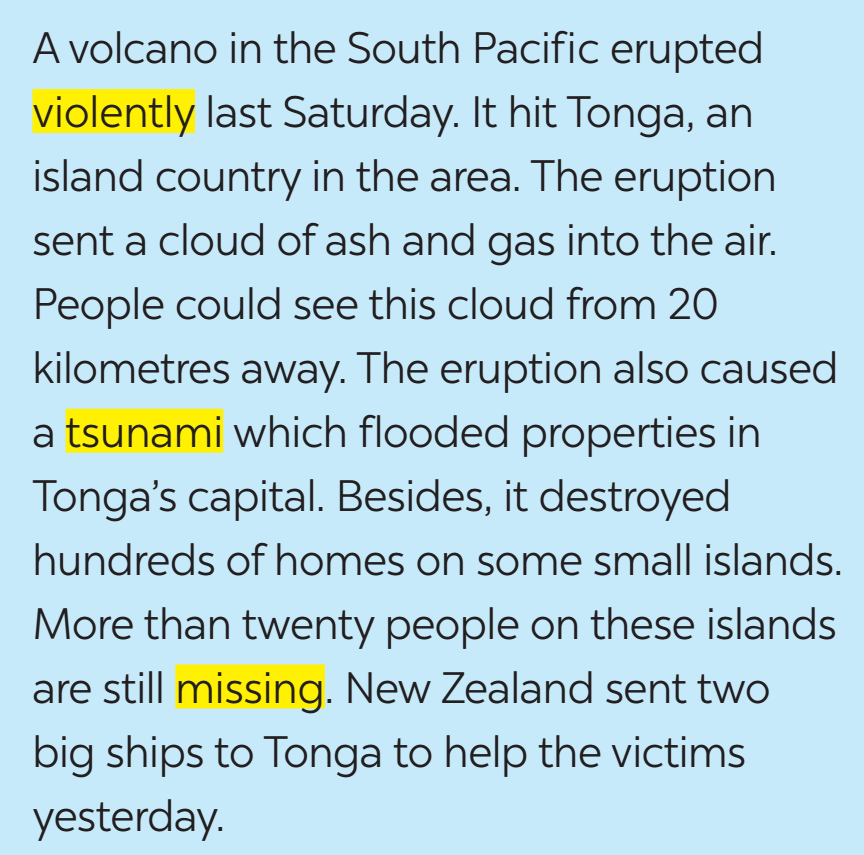 A volcano in the South Pacific erupted
violently last Saturday. It hit Tonga, an
island country in the area. The eruption
sent a cloud of ash and gas into the air.
People could see this cloud from 20
kilometres away. The eruption also caused
a tsunami which flooded properties in
Tonga’s capital. Besides, it destroyed
hundreds of homes on some small islands.
More than twenty people on these islands
are still missing. New Zealand sent two
big ships to Tonga to help the victims
yesterday.